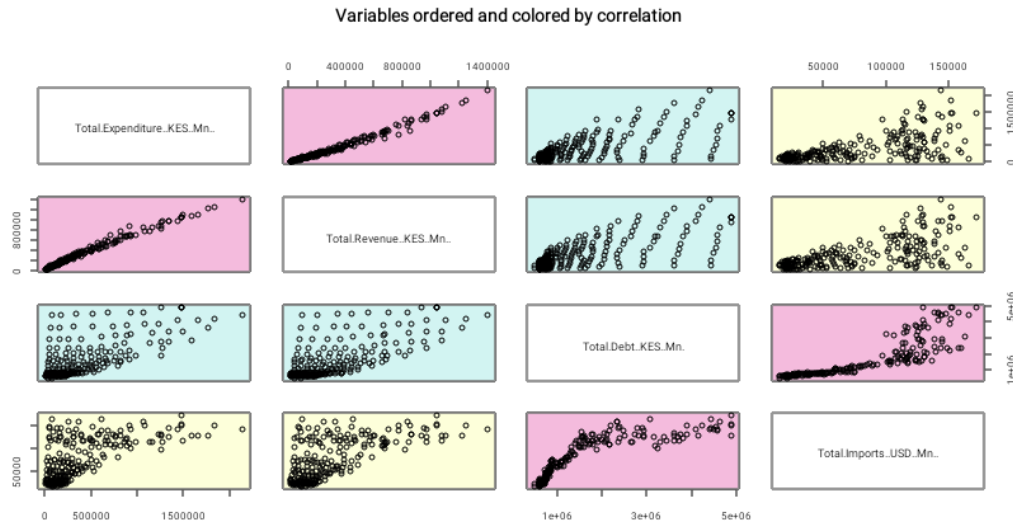 Variables ordered and colored by correlation
0 400000 800000 1400000
50000 100000 150000
Total.Expenditure..KES..Mn..
0 1500000
0 800000
Total.Revenue..KES..Mn..
Total.Debt..KES..Mn.
1e+06 5e+06
50000
Total.Imports..USD..Mn..
0 500000 1500000
1e+06 3e+06 5e+06